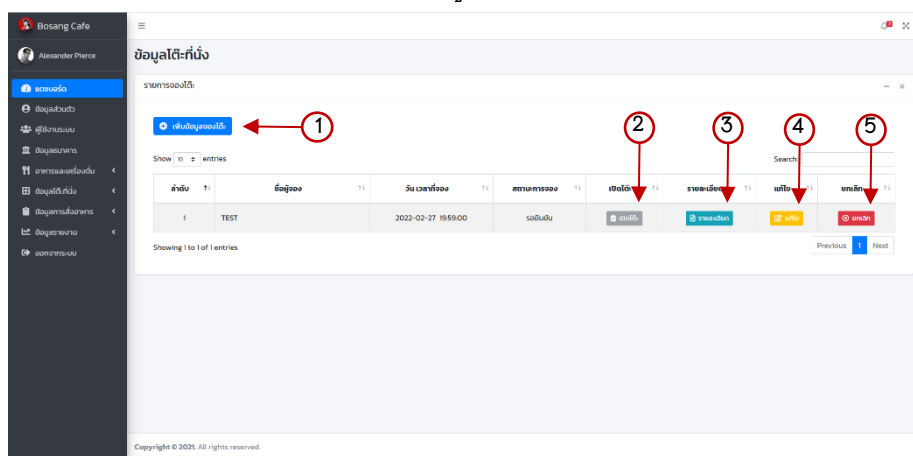 Bosang Cafe
2
Alexander Pierce
ข้อมูลโต๊ะที่นั่ง
แดชบอร์ด
รายการจองโต๊ะ
ข้อมูลส่วนตัว
ผู้ใช้งานระบบ
เพิ่มข้อมูลจองโต๊ะ
1
2
3
4
5
ข้อมูลธนาคาร
อาหารและเครื่องดื่ม
Show 10 entries
Search:
ข้อมูลโต๊ะที่นั่ง
ลำดับ ชื่อผู้จอง วัน เวลาที่จอง สถานะการจอง เปิดโต๊ะ รายละเอียด แก้ไข ยกเลิก
ข้อมูลการสั่งอาหาร
1 TEST 2022-02-27 19:59:00 รอยืนยัน เปิดโต๊ะ รายละเอียด แก้ไข ยกเลิก
ข้อมูลรายงาน
Showing 1 to 1 of 1 entries
Previous 1 Next
ออกจากระบบ
Copyright © 2021. All rights reserved.